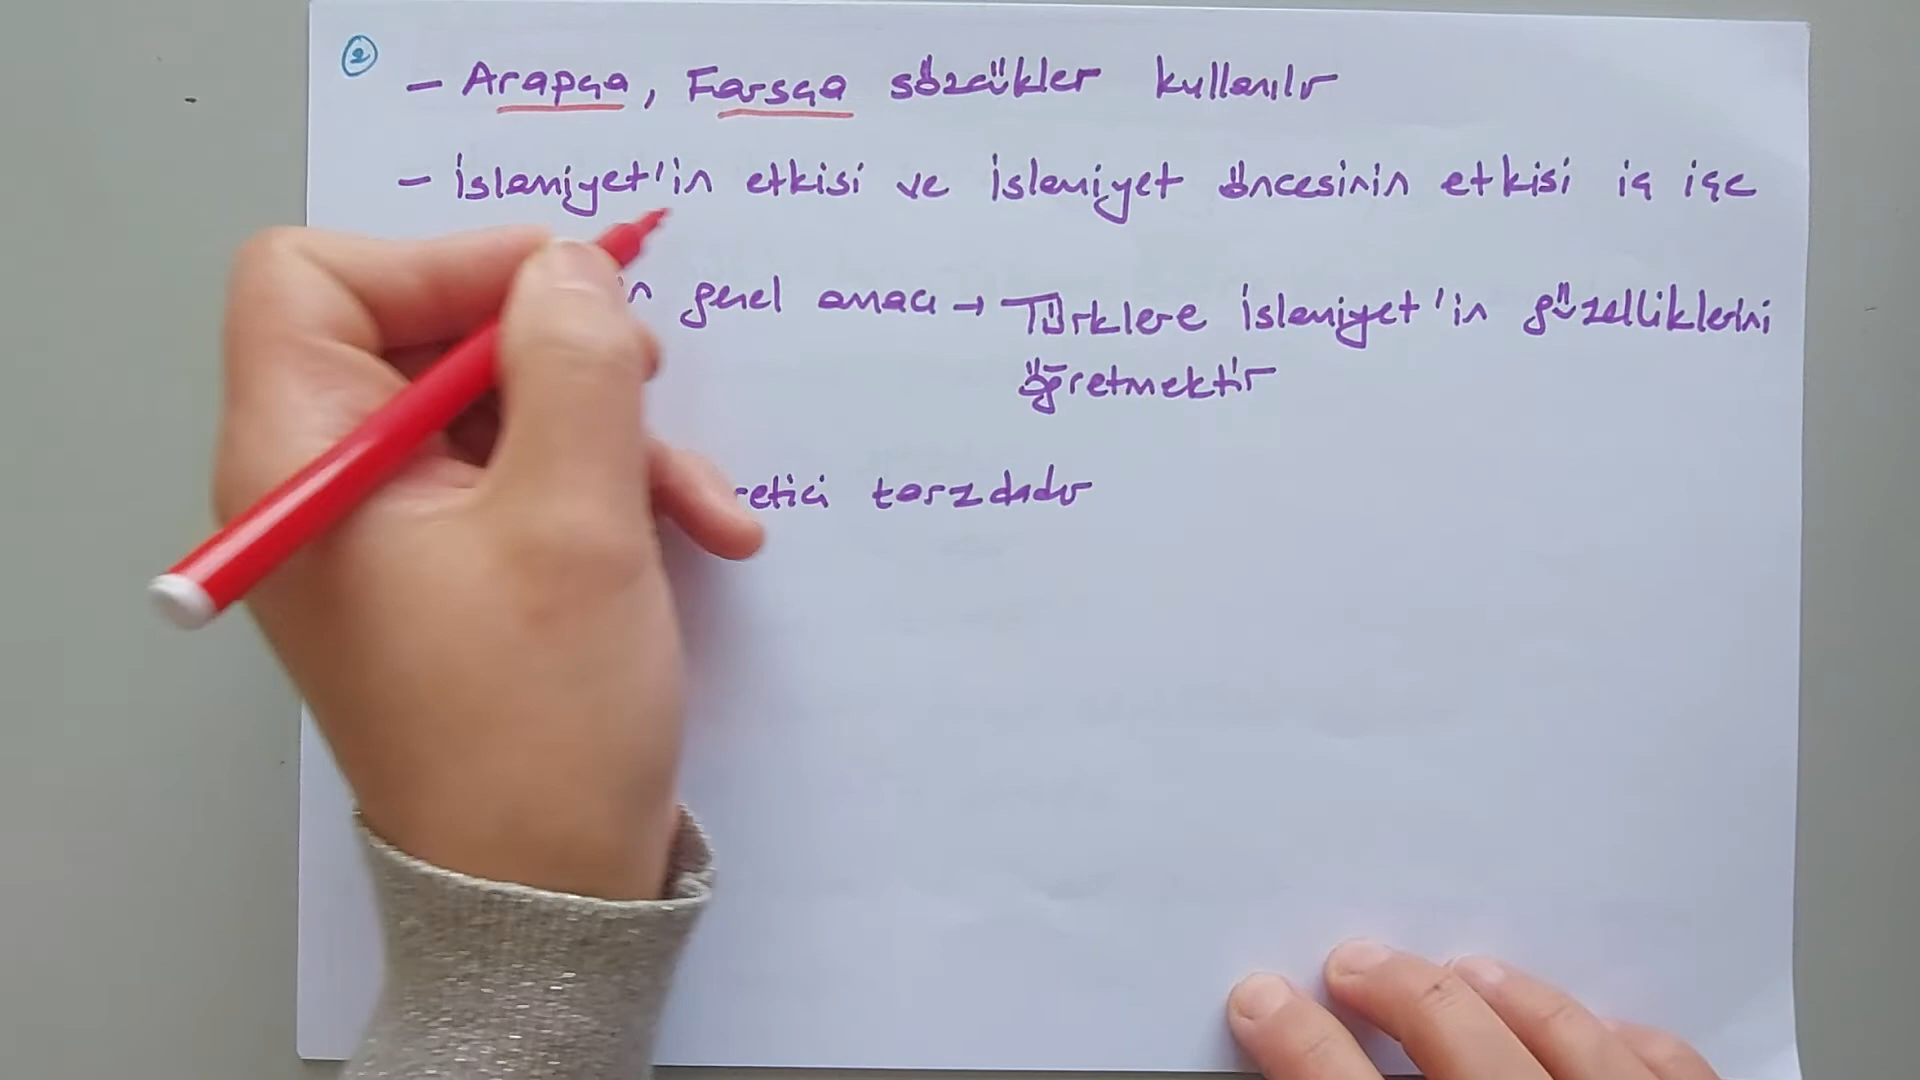 2
- Arapça, Farsça sözcükler kullanılır
- İslamiyet'in etkisi ve İslamiyet öncesinin etkisi iç içe
genel amacı → Türklere İslamiyet'in güzelliklerini
öğretmektir
tarzdadır